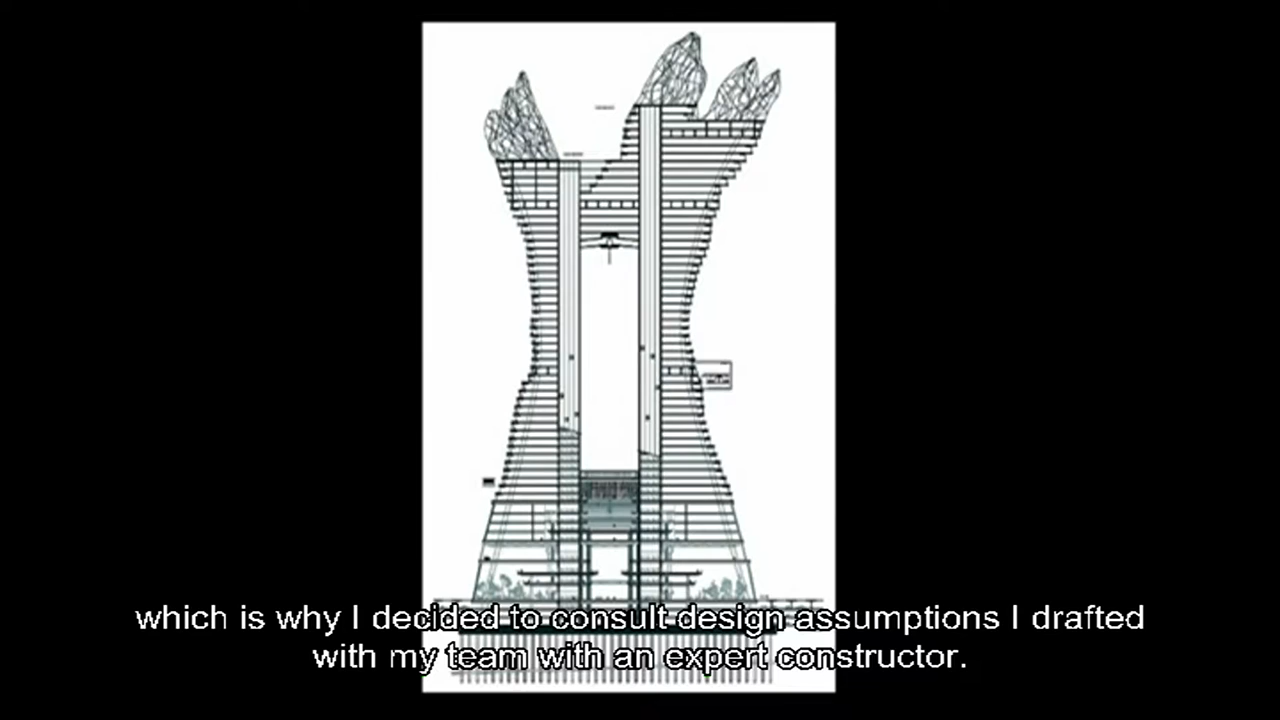 which is why I decided to consult design assumptions I drafted
with my team with an expert constructor.